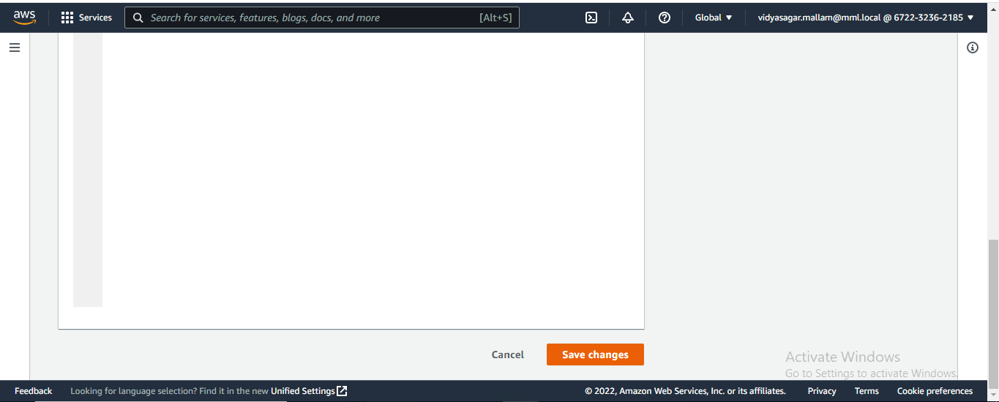 aws
Services
Search for services, features, blogs, docs, and more [Alt+S]
Global
vidyasagar.mallam@mml.local @ 6722-3236-2185
Cancel
Save changes
Activate Windows
Go to Settings to activate Windows.
Feedback
Looking for language selection? Find it in the new Unified Settings
© 2022, Amazon Web Services, Inc. or its affiliates.
Privacy
Terms
Cookie preferences